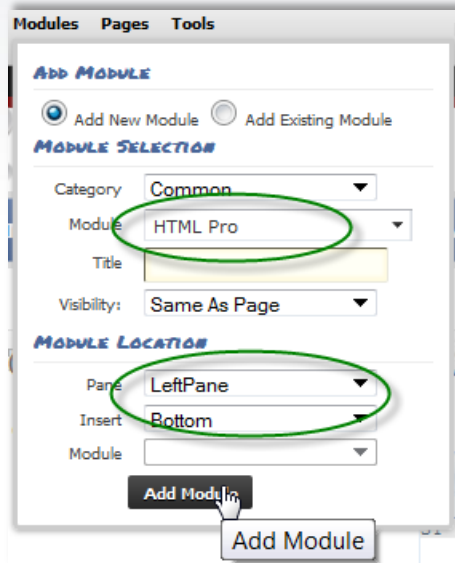 Modules Pages Tools
Add Module
Add New Module Add Existing Module
Module Selection
Category Common
Module HTML Pro
Title
Visibility: Same As Page
Module Location
Pane LeftPane
Insert Bottom
Module
Add Module
Add Module